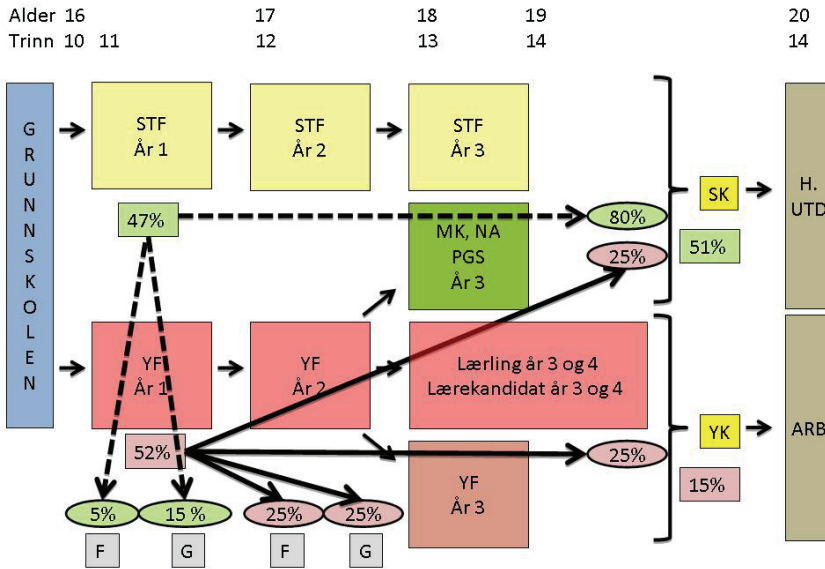 Alder 16 17 18 19 20
Trinn 10 11 12 13 14 14
GRUNNSKOLEN
STF
År 1
STF
År 2
STF
År 3
47%
80%
MK, NA
PGS
År 3
25%
SK
51%
H.
UTD
YF
År 1
YF
År 2
Lærling år 3 og 4
Lærekandidat år 3 og 4
YK
15%
ARB
52%
25%
YF
År 3
5%
15 %
25%
25%
F
G
F
G